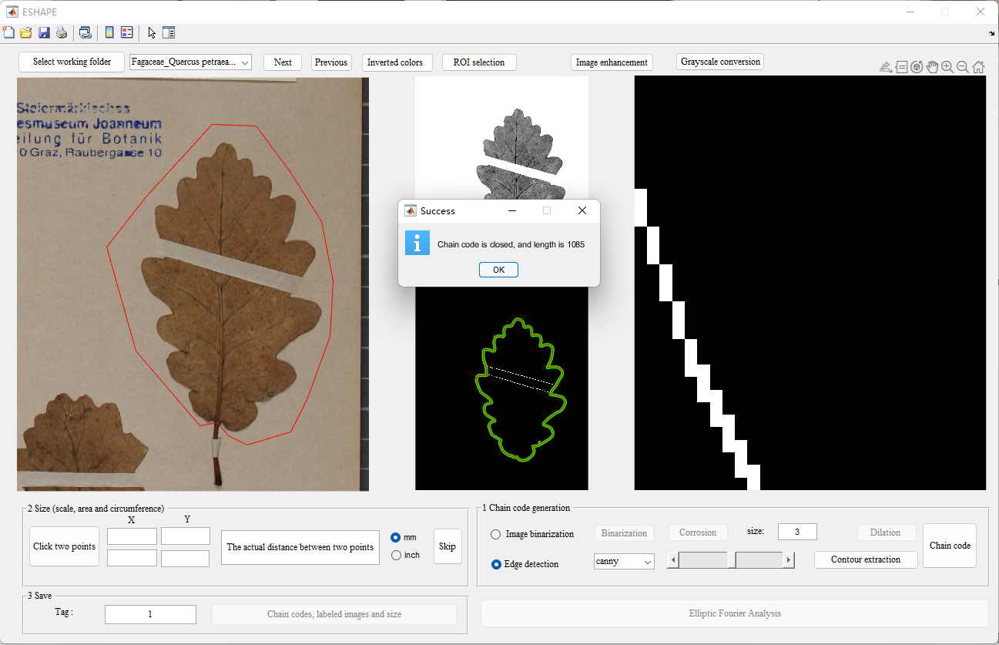 ESHAPE
Select working folder
Fagaceae_Quercus petraea...
Next
Previous
Inverted colors
ROI selection
Image enhancement
Grayscale conversion
Steiermärkisches
esmuseum Joanneum
eilung für Botanik
0 Graz, Raubergasse 10
Success
Chain code is closed, and length is 1085
OK
2 Size (scale, area and circumference)
X
Y
Click two points
The actual distance between two points
mm
inch
Skip
1 Chain code generation
Image binarization
Binarization
Corrosion
size:
3
Dilation
Chain code
Edge detection
canny
Contour extraction
3 Save
Tag :
1
Chain codes, labeled images and size
Elliptic Fourier Analysis